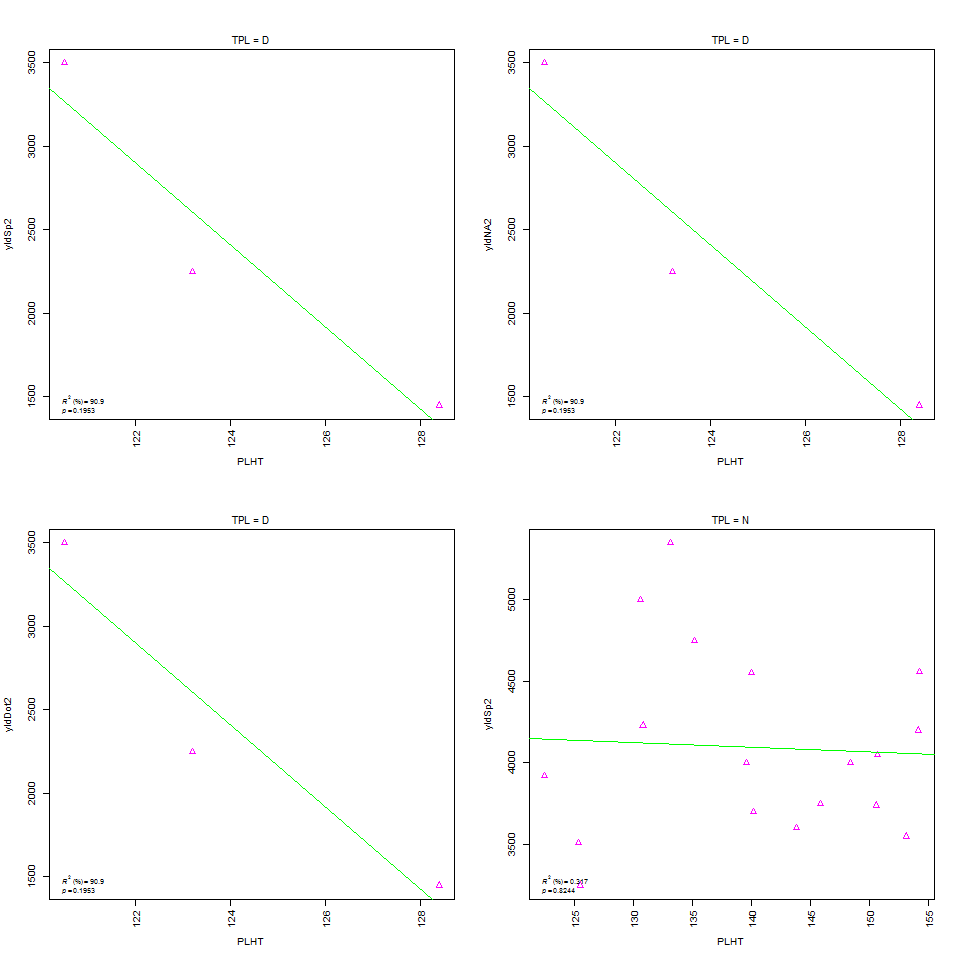 TPL = D
3500
3000
2500
2000
1500
yldSp2
R² (%) = 90.9
p = 0.1953
122 124 126 128
PLHT
TPL = D
3500
3000
2500
2000
1500
yldNA2
R² (%) = 90.9
p = 0.1953
122 124 126 128
PLHT
TPL = D
3500
3000
2500
2000
1500
yldDot2
R² (%) = 90.9
p = 0.1953
122 124 126 128
PLHT
TPL = N
5000
4500
4000
3500
yldSp2
R² (%) = 0.347
p = 0.8244
125 130 135 140 145 150 155
PLHT